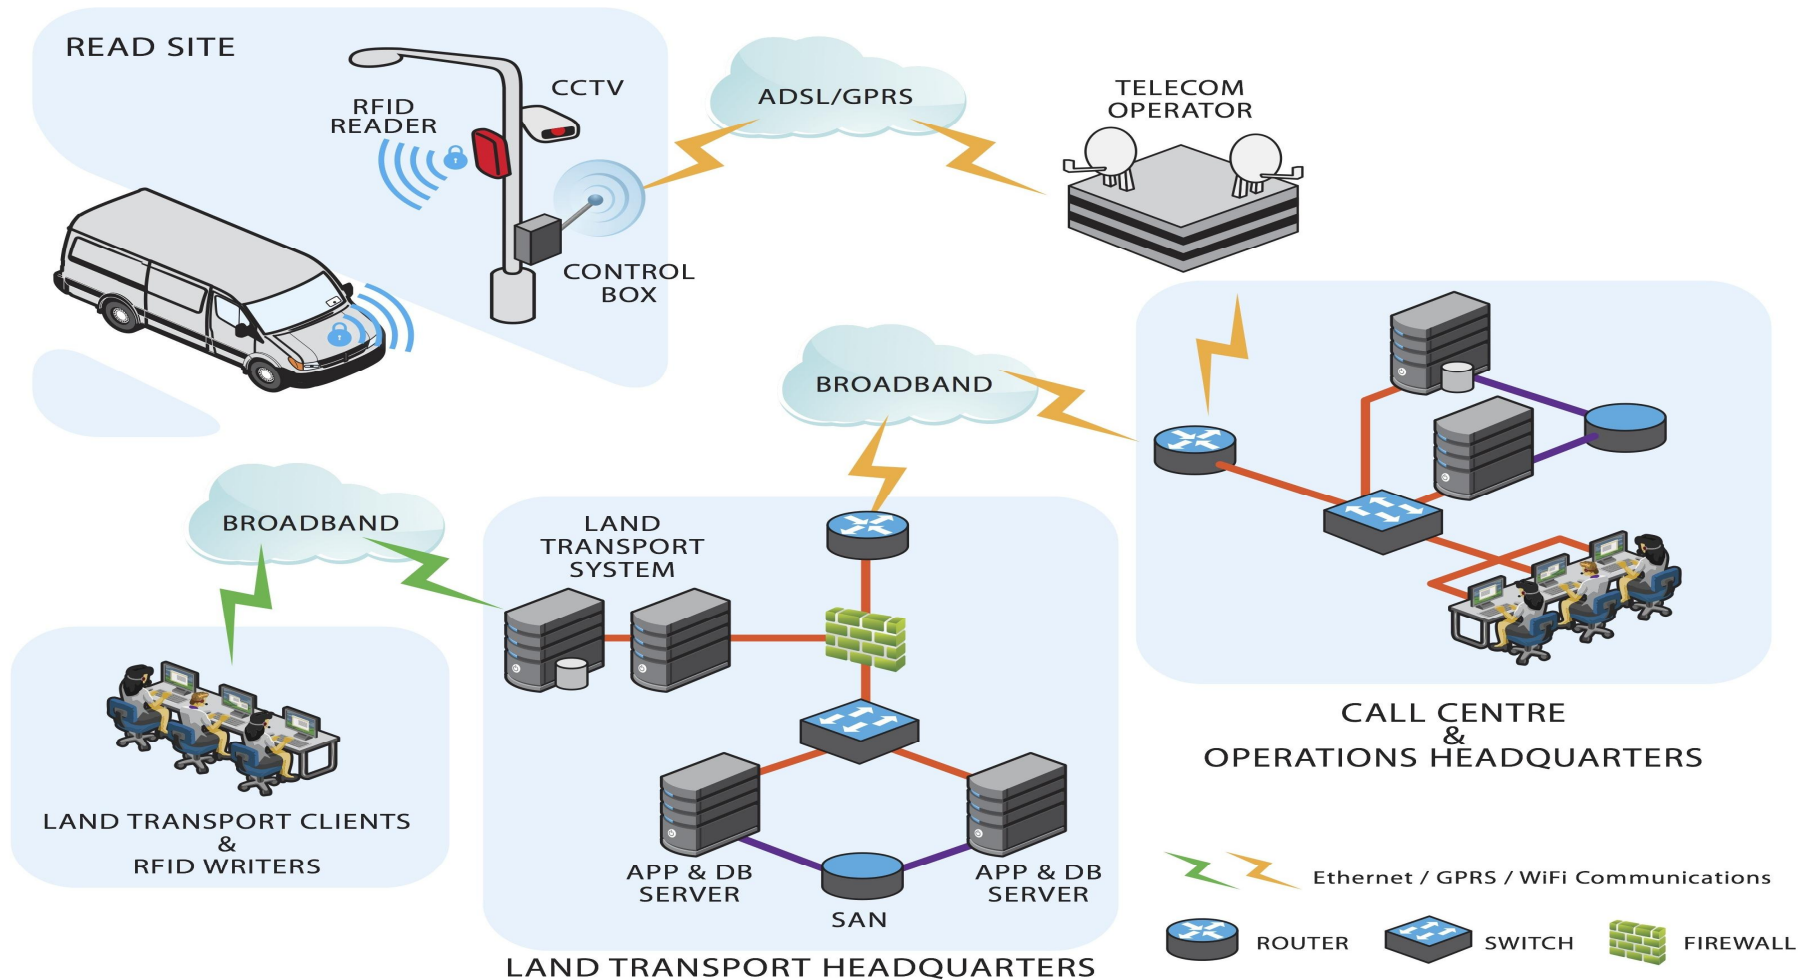 READ SITE
CCTV
RFID
READER
CONTROL
BOX
ADSL/GPRS
TELECOM
OPERATOR
BROADBAND
BROADBAND
LAND
TRANSPORT
SYSTEM
LAND TRANSPORT CLIENTS
&
RFID WRITERS
APP & DB
SERVER
APP & DB
SERVER
SAN
LAND TRANSPORT HEADQUARTERS
CALL CENTRE
&
OPERATIONS HEADQUARTERS
Ethernet / GPRS / WiFi Communications
ROUTER
SWITCH
FIREWALL